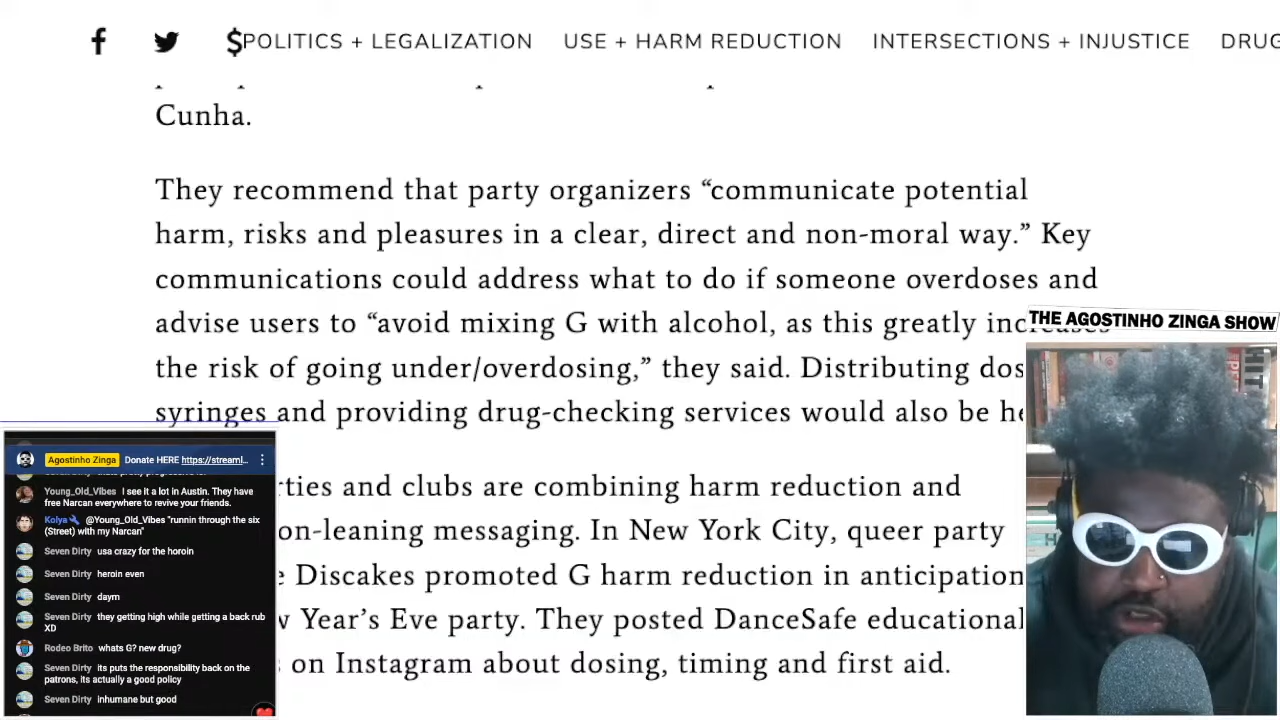 $POLITICS + LEGALIZATION USE + HARM REDUCTION INTERSECTIONS + INJUSTICE DRUG
Cunha.
They recommend that party organizers “communicate potential
harm, risks and pleasures in a clear, direct and non-moral way.” Key
communications could address what to do if someone overdoses and
advise users to “avoid mixing G with alcohol, as this greatly increases
the risk of going under/overdosing,” they said. Distributing
syringes and providing drug-checking services would also be
and clubs are combining harm reduction and
messaging. In New York City, queer party
Discakes promoted G harm reduction in anticipation
Year’s Eve party. They posted DanceSafe educational
on Instagram about dosing, timing and first aid.
THE AGOSTINHO ZINGA SHOW
Agostinho Zinga Donate HERE https://streaml...
Young_Old_Vibes I see it a lot in Austin. They have
free Narcan everywhere to revive your friends.
Kolya @Young_Old_Vibes "runnin through the six
(Street) with my Narcan"
Seven Dirty usa crazy for the horoin
Seven Dirty heroin even
Seven Dirty daym
Seven Dirty they getting high while getting a back rub
XD
Rodeo Brito whats G? new drug?
Seven Dirty its puts the responsibility back on the
patrons, its actually a good policy
Seven Dirty inhumane but good